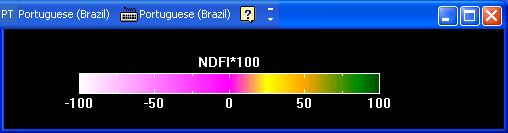 PT Portuguese (Brazil) Portuguese (Brazil) ?
NDFI*100
-100 -50 0 50 100